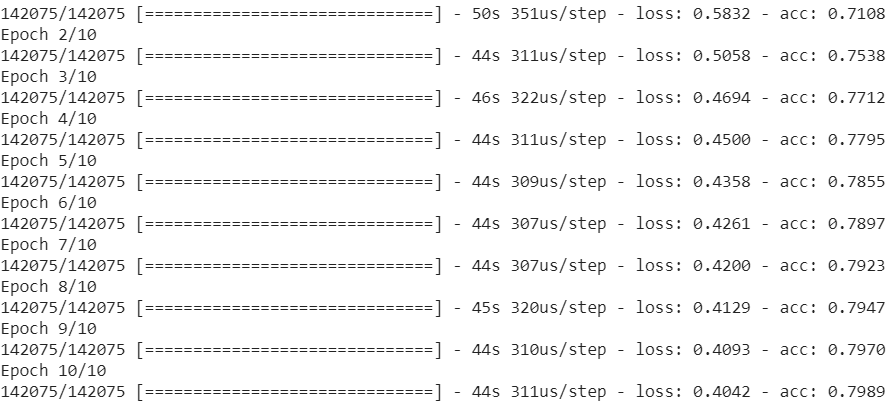 142075/142075 [==============================] - 50s 351us/step - loss: 0.5832 - acc: 0.7108
Epoch 2/10
142075/142075 [==============================] - 44s 311us/step - loss: 0.5058 - acc: 0.7538
Epoch 3/10
142075/142075 [==============================] - 46s 322us/step - loss: 0.4694 - acc: 0.7712
Epoch 4/10
142075/142075 [==============================] - 44s 311us/step - loss: 0.4500 - acc: 0.7795
Epoch 5/10
142075/142075 [==============================] - 44s 309us/step - loss: 0.4358 - acc: 0.7855
Epoch 6/10
142075/142075 [==============================] - 44s 307us/step - loss: 0.4261 - acc: 0.7897
Epoch 7/10
142075/142075 [==============================] - 44s 307us/step - loss: 0.4200 - acc: 0.7923
Epoch 8/10
142075/142075 [==============================] - 45s 320us/step - loss: 0.4129 - acc: 0.7947
Epoch 9/10
142075/142075 [==============================] - 44s 310us/step - loss: 0.4093 - acc: 0.7970
Epoch 10/10
142075/142075 [==============================] - 44s 311us/step - loss: 0.4042 - acc: 0.7989